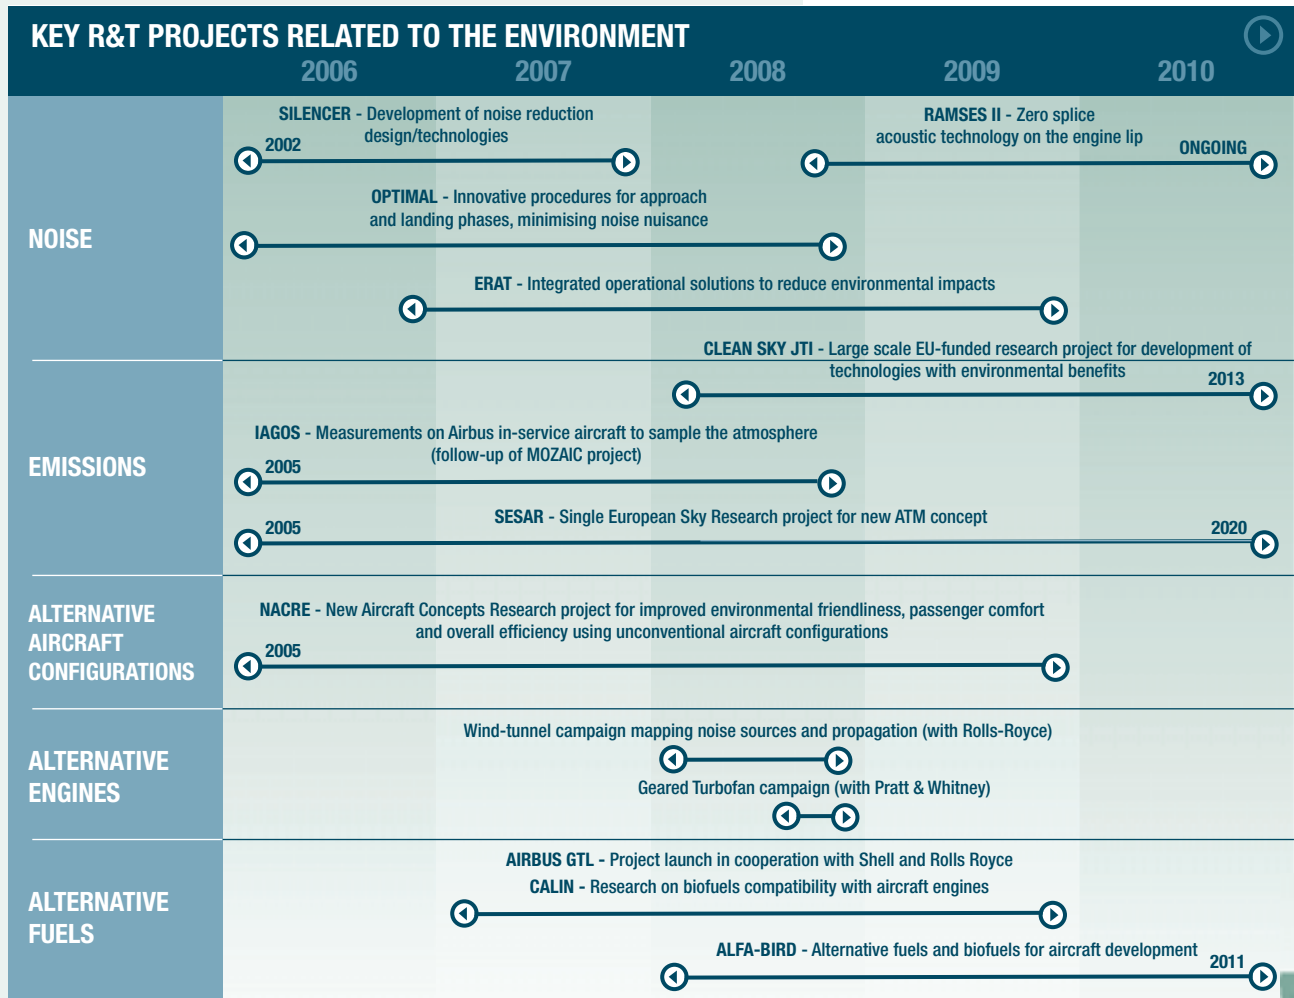 KEY R&T PROJECTS RELATED TO THE ENVIRONMENT
2006 2007 2008 2009 2010
NOISE
SILENCER - Development of noise reduction
design/technologies
2002
RAMSES II - Zero splice
acoustic technology on the engine lip
ONGOING
OPTIMAL - Innovative procedures for approach
and landing phases, minimising noise nuisance
ERAT - Integrated operational solutions to reduce environmental impacts
CLEAN SKY JTI - Large scale EU-funded research project for development of
technologies with environmental benefits
2013
EMISSIONS
IAGOS - Measurements on Airbus in-service aircraft to sample the atmosphere
(follow-up of MOZAIC project)
2005
SESAR - Single European Sky Research project for new ATM concept
2005
2020
ALTERNATIVE
AIRCRAFT
CONFIGURATIONS
NACRE - New Aircraft Concepts Research project for improved environmental friendliness, passenger comfort
and overall efficiency using unconventional aircraft configurations
2005
ALTERNATIVE
ENGINES
Wind-tunnel campaign mapping noise sources and propagation (with Rolls-Royce)
Geared Turbofan campaign (with Pratt & Whitney)
ALTERNATIVE
FUELS
AIRBUS GTL - Project launch in cooperation with Shell and Rolls Royce
CALIN - Research on biofuels compatibility with aircraft engines
ALFA-BIRD - Alternative fuels and biofuels for aircraft development
2011